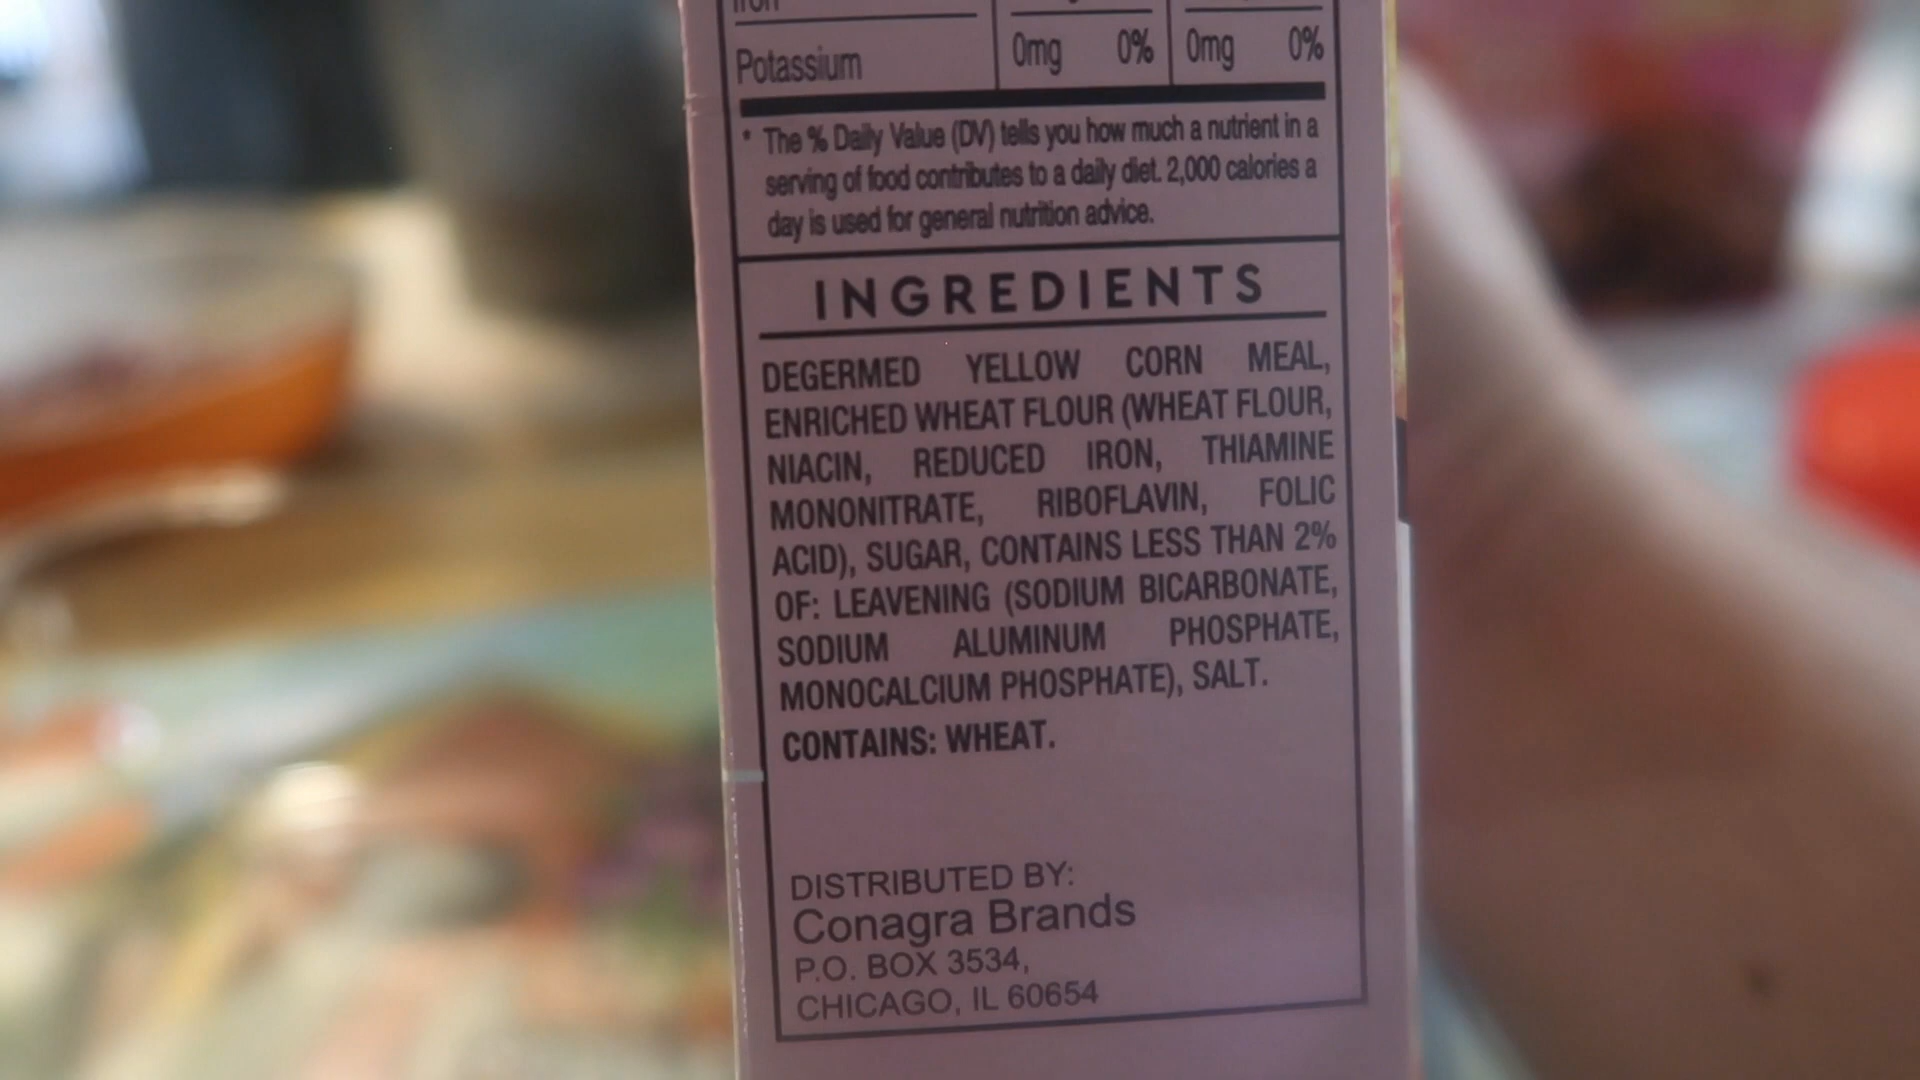 Iron
Potassium 0mg 0% 0mg 0%
* The % Daily Value (DV) tells you how much a nutrient in a
serving of food contributes to a daily diet. 2,000 calories a
day is used for general nutrition advice.
INGREDIENTS
DEGERMED YELLOW CORN MEAL,
ENRICHED WHEAT FLOUR (WHEAT FLOUR,
NIACIN, REDUCED IRON, THIAMINE
MONONITRATE, RIBOFLAVIN, FOLIC
ACID), SUGAR, CONTAINS LESS THAN 2%
OF: LEAVENING (SODIUM BICARBONATE,
SODIUM ALUMINUM PHOSPHATE,
MONOCALCIUM PHOSPHATE), SALT.
CONTAINS: WHEAT.
DISTRIBUTED BY:
Conagra Brands
P.O. BOX 3534,
CHICAGO, IL 60654